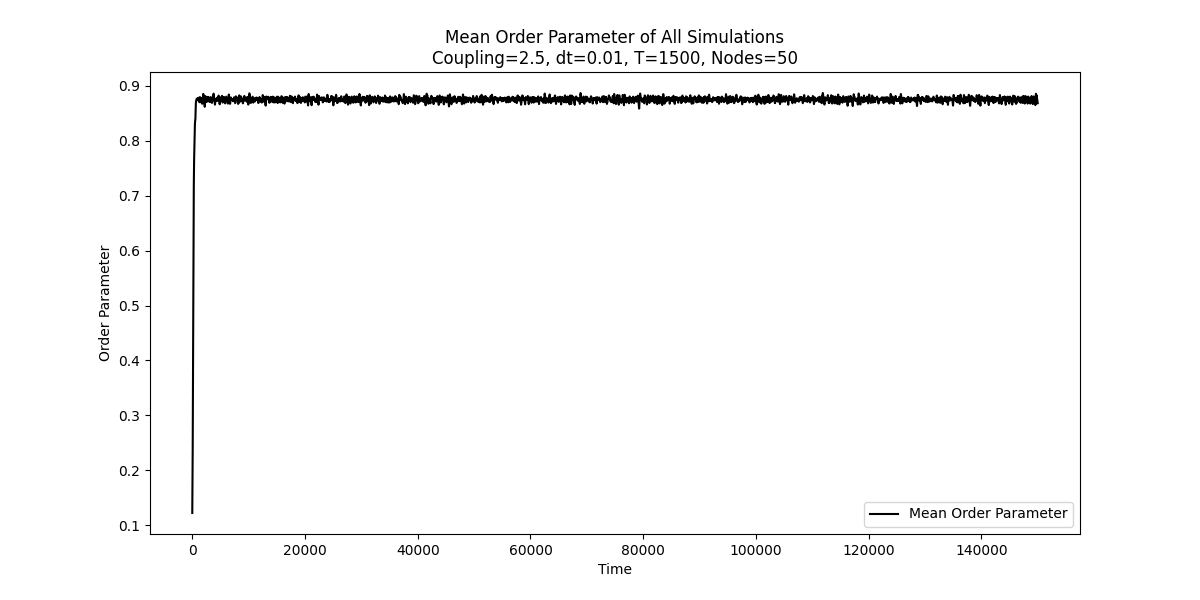 Mean Order Parameter of All Simulations
Coupling=2.5, dt=0.01, T=1500, Nodes=50
Order Parameter
0.9
0.8
0.7
0.6
0.5
0.4
0.3
0.2
0.1
Mean Order Parameter
0 20000 40000 60000 80000 100000 120000 140000
Time